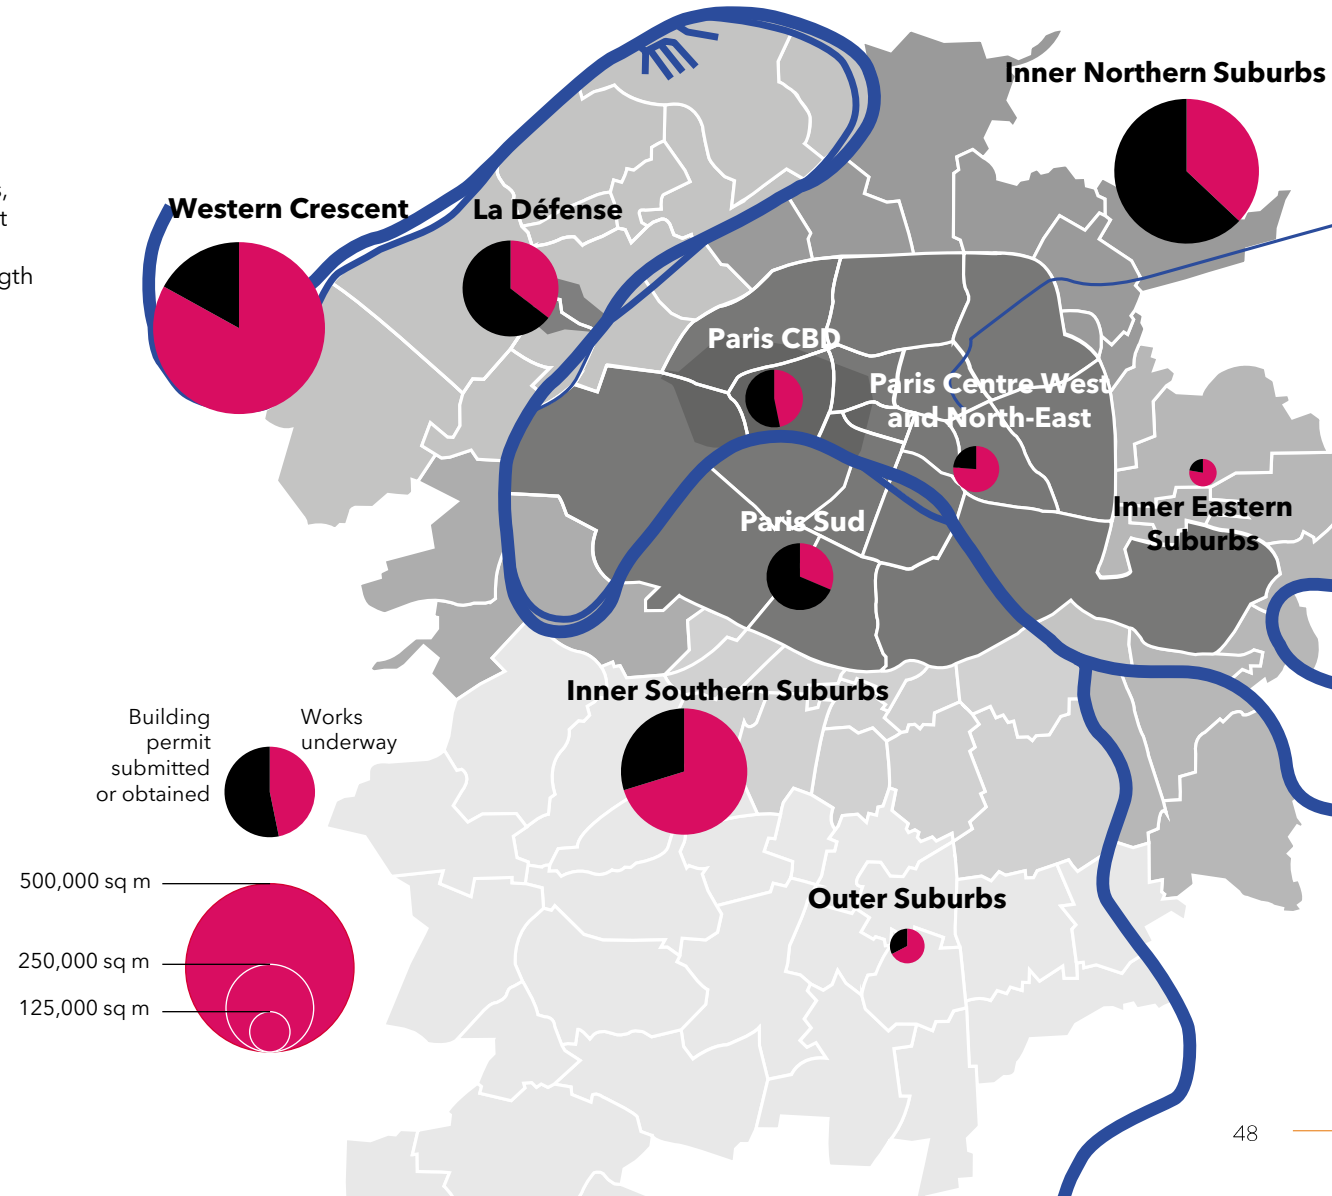 Inner Northern Suburbs
t
gth
Western Crescent
La Défense
Paris CBD
Paris Centre West
and North-East
Inner Eastern
Suburbs
Paris Sud
Inner Southern Suburbs
Building
permit
submitted
or obtained
Works
underway
500,000 sq m
250,000 sq m
125,000 sq m
Outer Suburbs
48